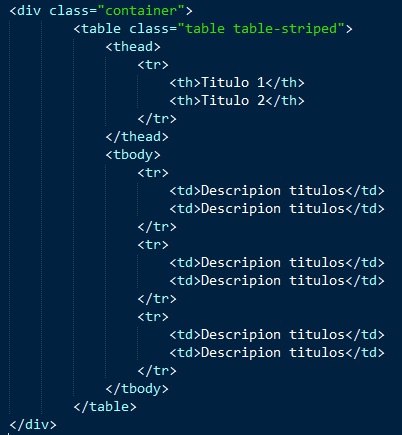 <div class="container">
<table class="table table-striped">
<thead>
<tr>
<th>Titulo 1</th>
<th>Titulo 2</th>
</tr>
</thead>
<tbody>
<tr>
<td>Descripion titulos</td>
<td>Descripion titulos</td>
</tr>
<tr>
<td>Descripion titulos</td>
<td>Descripion titulos</td>
</tr>
<tr>
<td>Descripion titulos</td>
<td>Descripion titulos</td>
</tr>
</tbody>
</table>
</div>